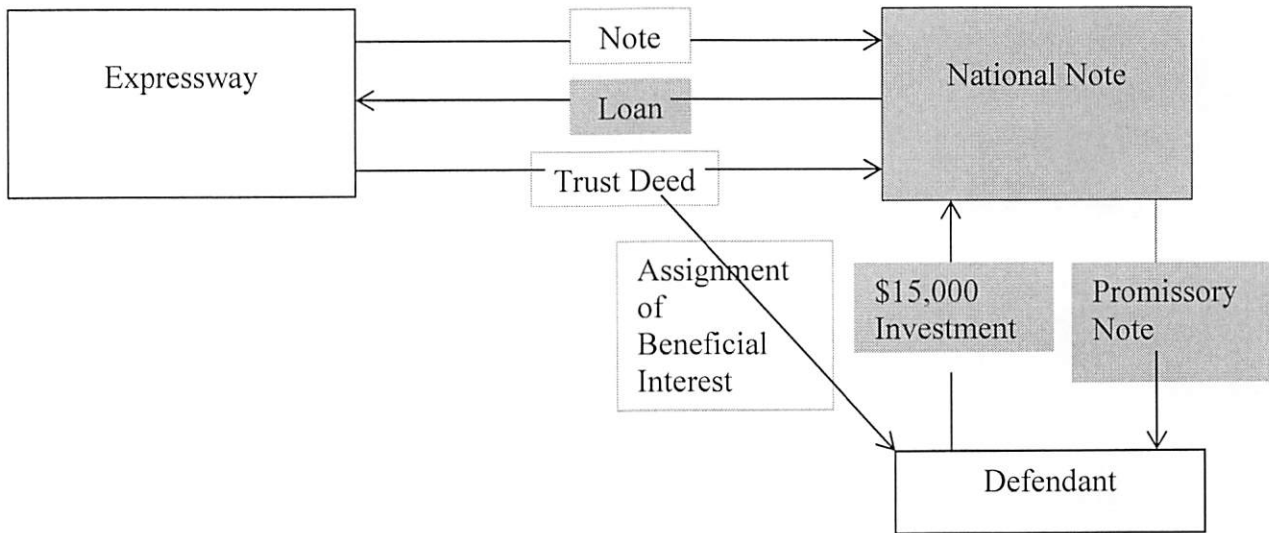 Expressway
Note
National Note
Loan
Trust Deed
Assignment
of
Beneficial
Interest
$15,000
Investment
Promissory
Note
Defendant